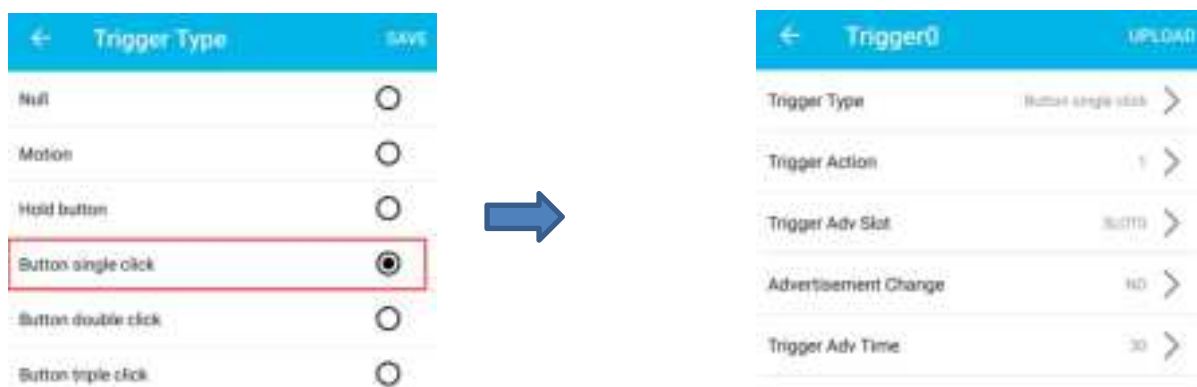 Trigger Type SAVE
Null
Motion
Hold button
Button single click
Button double click
Button triple click
Trigger0 UPLOAD
Trigger Type Button single click
Trigger Action 1
Trigger Adv Slot SLOT0
Advertisement Change NO
Trigger Adv Time 30